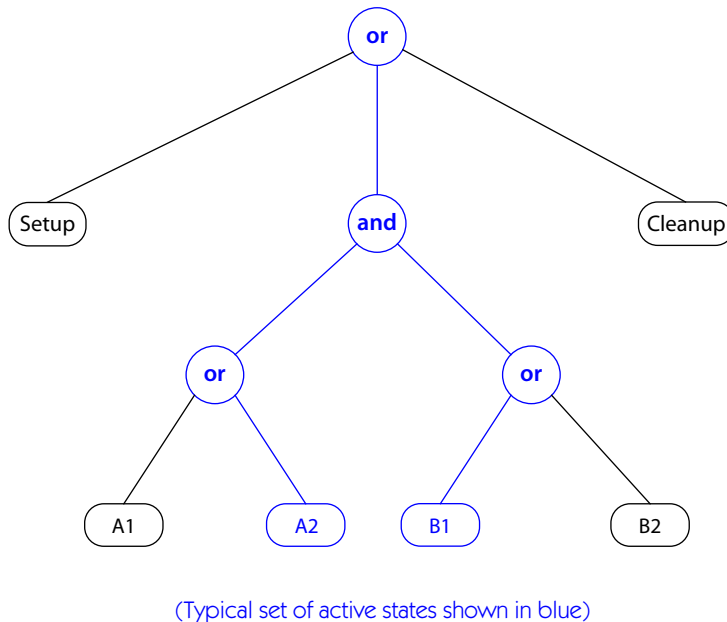 or
Setup
and
Cleanup
or
or
A1
A2
B1
B2
(Typical set of active states shown in blue)